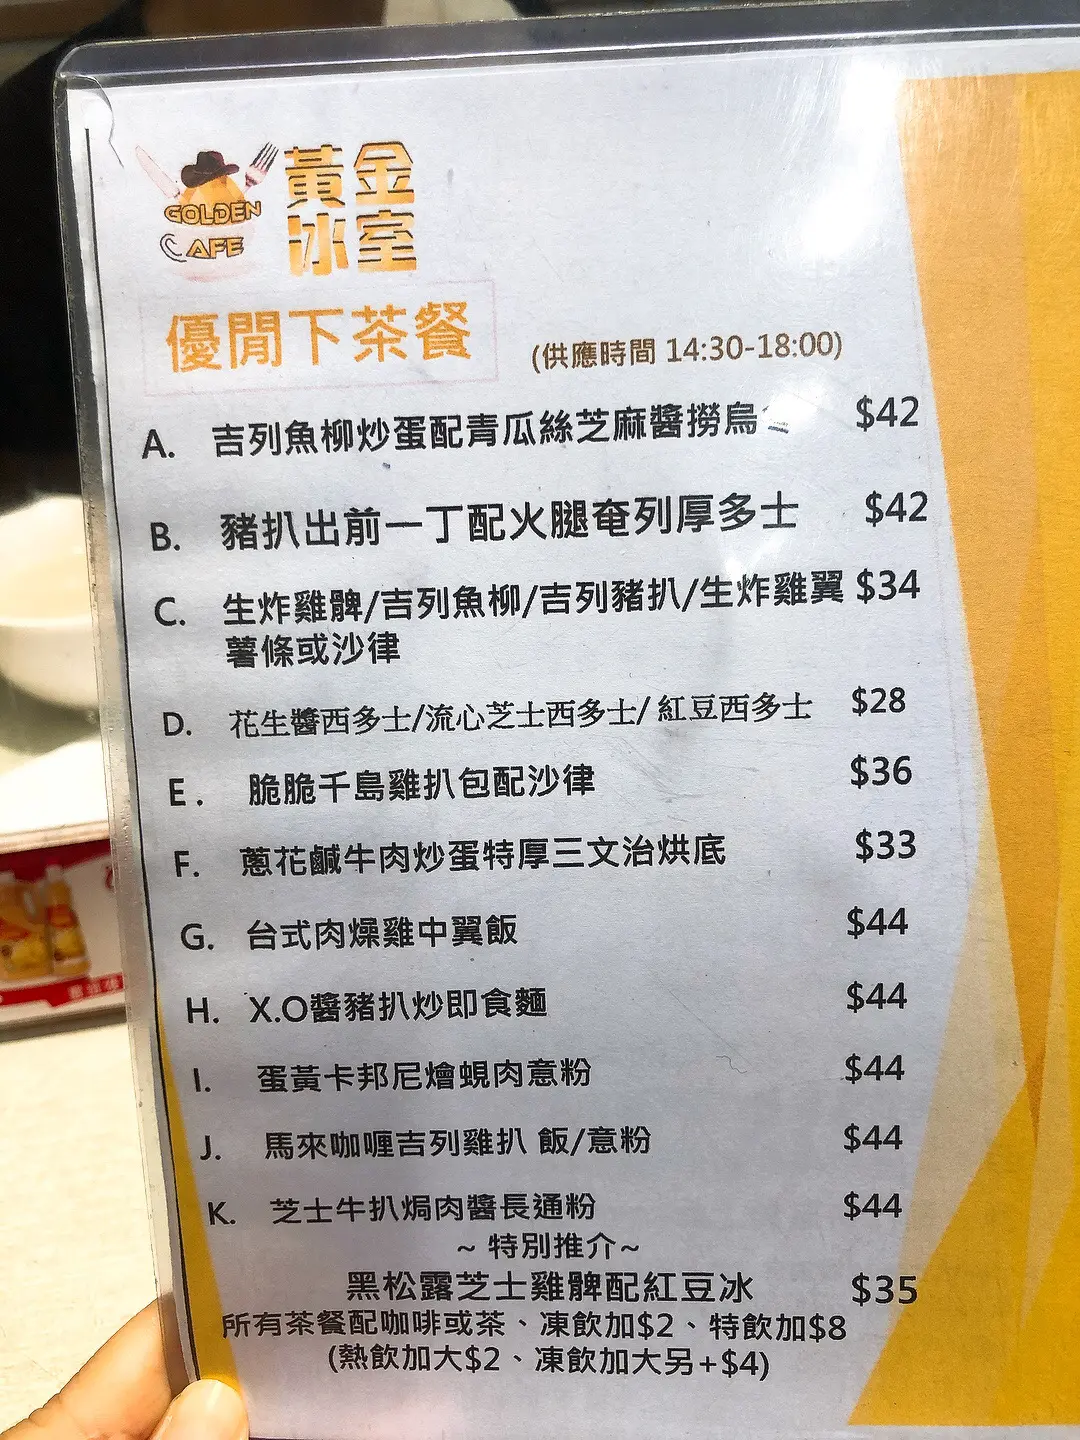 GOLDEN
CAFE
黃金
冰室
優閒下茶餐
(供應時間 14:30-18:00)
A. 吉列魚柳炒蛋配青瓜絲芝麻醬撈烏 $42
B. 豬扒出前一丁配火腿奄列厚多士 $42
C. 生炸雞髀/吉列魚柳/吉列豬扒/生炸雞翼 $34
薯條或沙律
D. 花生醬西多士/流心芝士西多士/ 紅豆西多士 $28
E. 脆脆千島雞扒包配沙律 $36
F. 蔥花鹹牛肉炒蛋特厚三文治烘底 $33
G. 台式肉燥雞中翼飯 $44
H. X.O醬豬扒炒即食麵 $44
I. 蛋黃卡邦尼燴蜆肉意粉 $44
J. 馬來咖喱吉列雞扒 飯/意粉 $44
K. 芝士牛扒焗肉醬長通粉 $44
~ 特別推介~
黑松露芝士雞髀配紅豆冰 $35
所有茶餐配咖啡或茶、凍飲加$2、特飲加$8
(熱飲加大$2、凍飲加大另+$4)